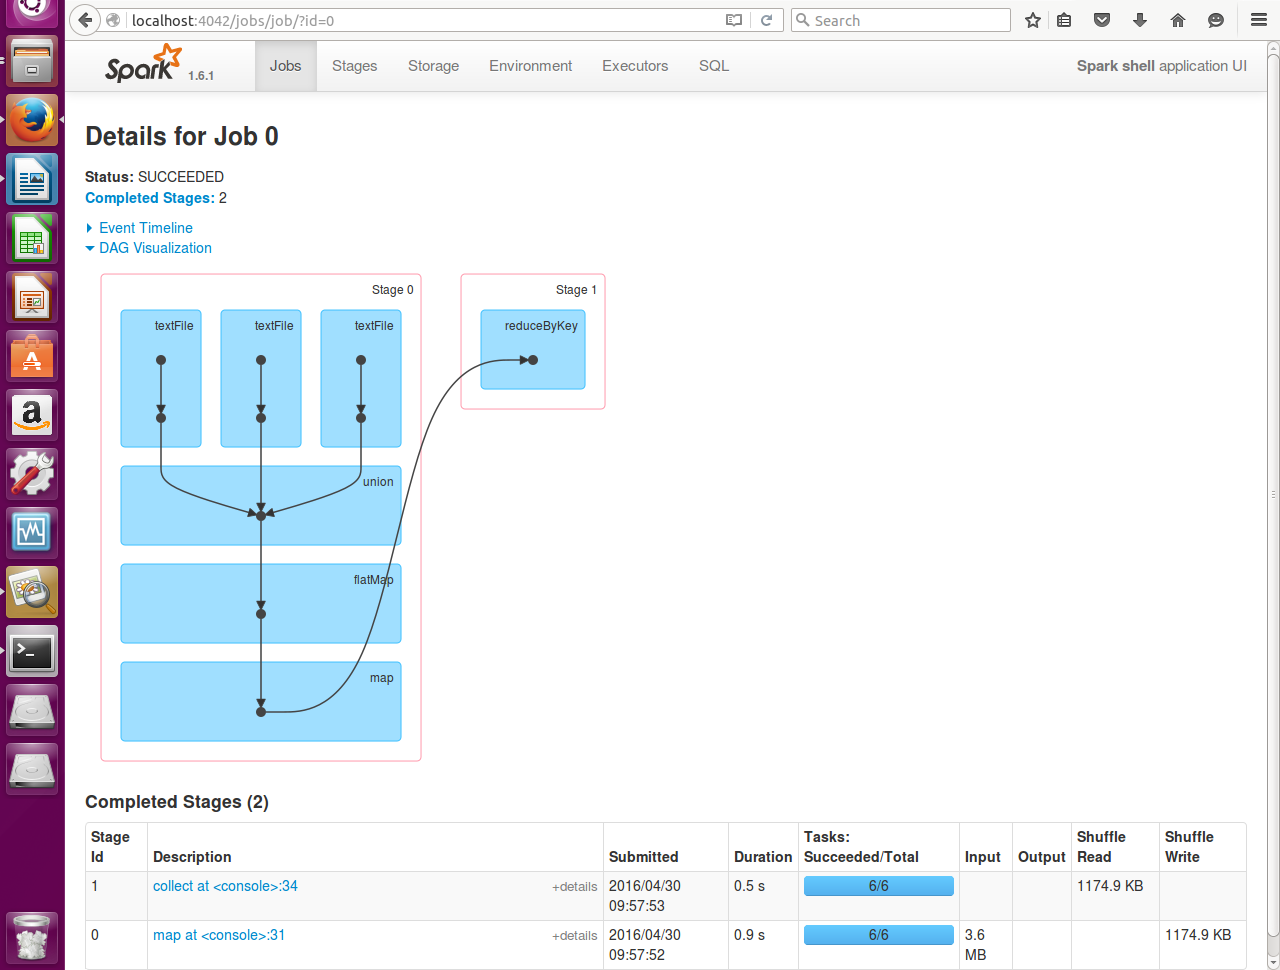 localhost:4042/jobs/job/?id=0
Search
Spark 1.6.1
Jobs
Stages
Storage
Environment
Executors
SQL
Spark shell application UI
Details for Job 0
Status: SUCCEEDED
Completed Stages: 2
Event Timeline
DAG Visualization
Stage 0
Stage 1
textFile
textFile
textFile
reduceByKey
union
flatMap
map
Completed Stages (2)
Stage Id
Description
Submitted
Duration
Tasks: Succeeded/Total
Input
Output
Shuffle Read
Shuffle Write
1
collect at <console>:34
+details
2016/04/30 09:57:53
0.5 s
6/6
1174.9 KB
0
map at <console>:31
+details
2016/04/30 09:57:52
0.9 s
6/6
3.6 MB
1174.9 KB